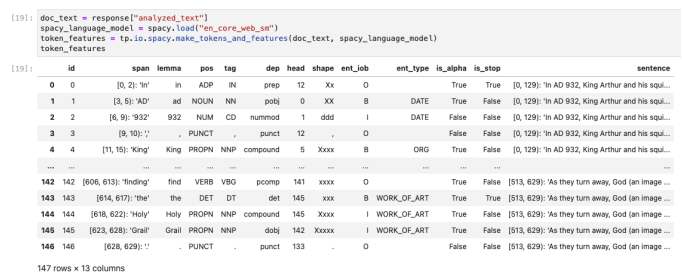 [19]: doc_text = response["analyzed_text"]
spacy_language_model = spacy.load("en_core_web_sm")
token_features = tp.io.spacy.make_tokens_and_features(doc_text, spacy_language_model)
token_features
[19]: id span lemma pos tag dep head shape ent_iob ent_type is_alpha is_stop sentence
0 0 [0, 2): 'In' in ADP IN prep 12 Xx O True True [0, 129): 'In AD 932, King Arthur and his squi...
1 1 [3, 5): 'AD' ad NOUN NN pobj 0 XX B DATE True False [0, 129): 'In AD 932, King Arthur and his squi...
2 2 [6, 9): '932' 932 NUM CD nummod 1 ddd I DATE False False [0, 129): 'In AD 932, King Arthur and his squi...
3 3 [9, 10): ',' , PUNCT , punct 12 , O False False [0, 129): 'In AD 932, King Arthur and his squi...
4 4 [11, 15): 'King' King PROPN NNP compound 5 Xxxx B ORG True False [0, 129): 'In AD 932, King Arthur and his squi...
... ... ... ... ... ... ... ... ... ... ... ... ... ...
142 142 [606, 613): 'finding' find VERB VBG pcomp 141 xxxx O True False [513, 629): 'As they turn away, God (an image ...
143 143 [614, 617): 'the' the DET DT det 145 xxx B WORK_OF_ART True True [513, 629): 'As they turn away, God (an image ...
144 144 [618, 622): 'Holy' Holy PROPN NNP compound 145 Xxxx I WORK_OF_ART True False [513, 629): 'As they turn away, God (an image ...
145 145 [623, 628): 'Grail' Grail PROPN NNP dobj 142 Xxxxx I WORK_OF_ART True False [513, 629): 'As they turn away, God (an image ...
146 146 [628, 629): '.' . PUNCT . punct 133 . O False False [513, 629): 'As they turn away, God (an image ...
147 rows × 13 columns